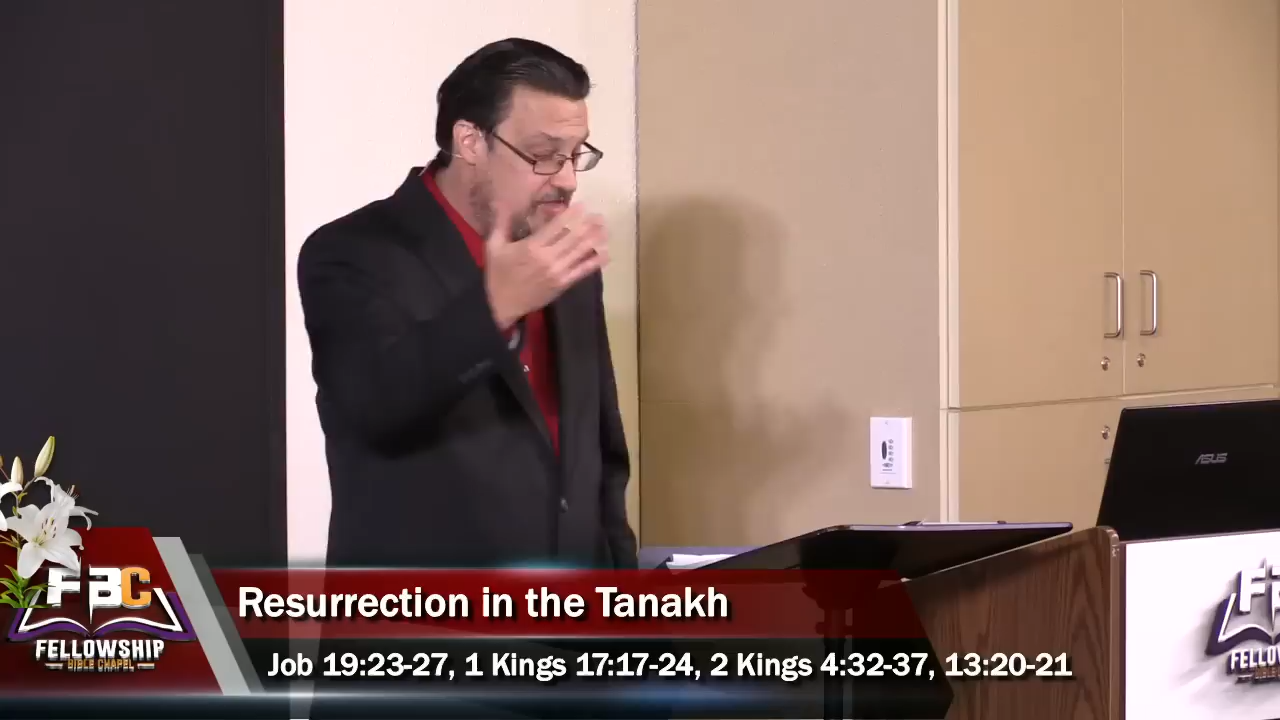 ASUS
FBC
FELLOWSHIP
BIBLE CHAPEL
Resurrection in the Tanakh
Job 19:23-27, 1 Kings 17:17-24, 2 Kings 4:32-37, 13:20-21